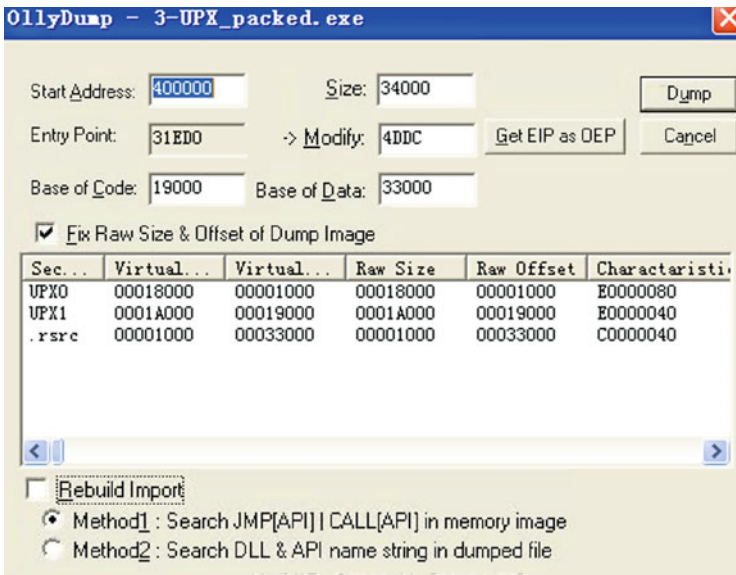 OllyDump - 3-UPX_packed.exe
Start Address: 400000 Size: 34000 Dump
Entry Point: 31ED0 -> Modify: 4DDC Get EIP as OEP Cancel
Base of Code: 19000 Base of Data: 33000
Fix Raw Size & Offset of Dump Image
Sec... Virtual... Virtual... Raw Size Raw Offset Charactaristi
UPX0 00018000 00001000 00018000 00001000 E0000080
UPX1 0001A000 00019000 0001A000 00019000 E0000040
.rsrc 00001000 00033000 00001000 00033000 C0000040
Rebuild Import
Method1 : Search JMP[API] | CALL[API] in memory image
Method2 : Search DLL & API name string in dumped file